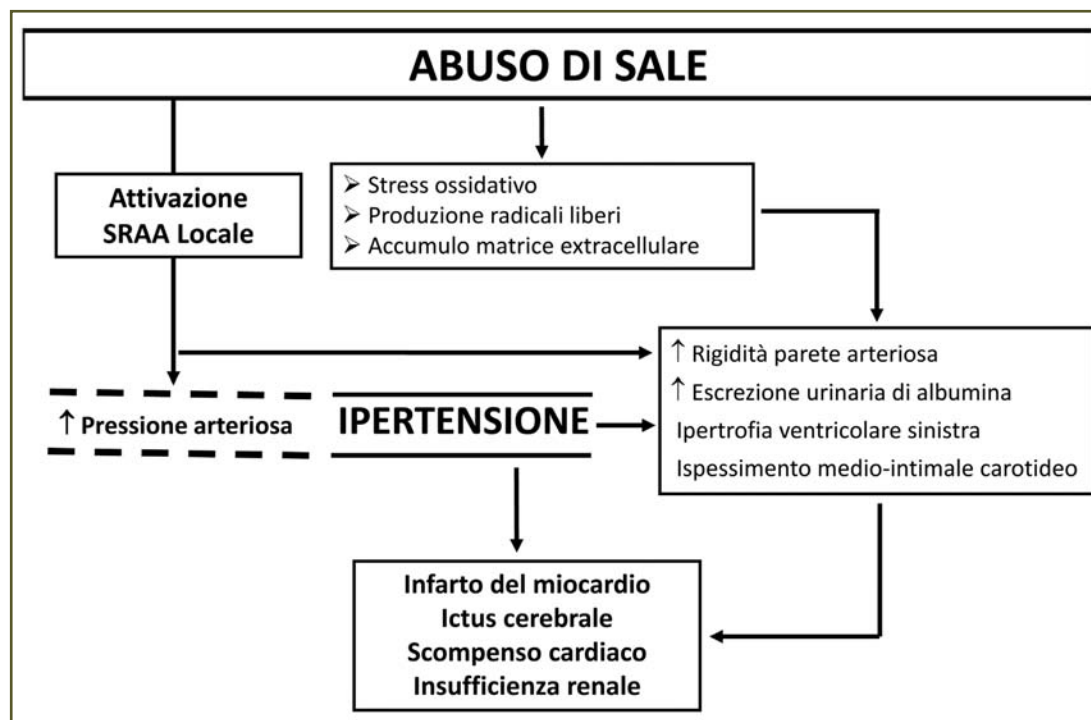 ABUSO DI SALE
Attivazione
SRAA Locale
➢ Stress ossidativo
➢ Produzione radicali liberi
➢ Accumulo matrice extracellulare
↑ Rigidità parete arteriosa
↑ Escrezione urinaria di albumina
Ipertrofia ventricolare sinistra
Ispessimento medio-intimale carotideo
↑ Pressione arteriosa
IPERTENSIONE
Infarto del miocardio
Ictus cerebrale
Scompenso cardiaco
Insufficienza renale